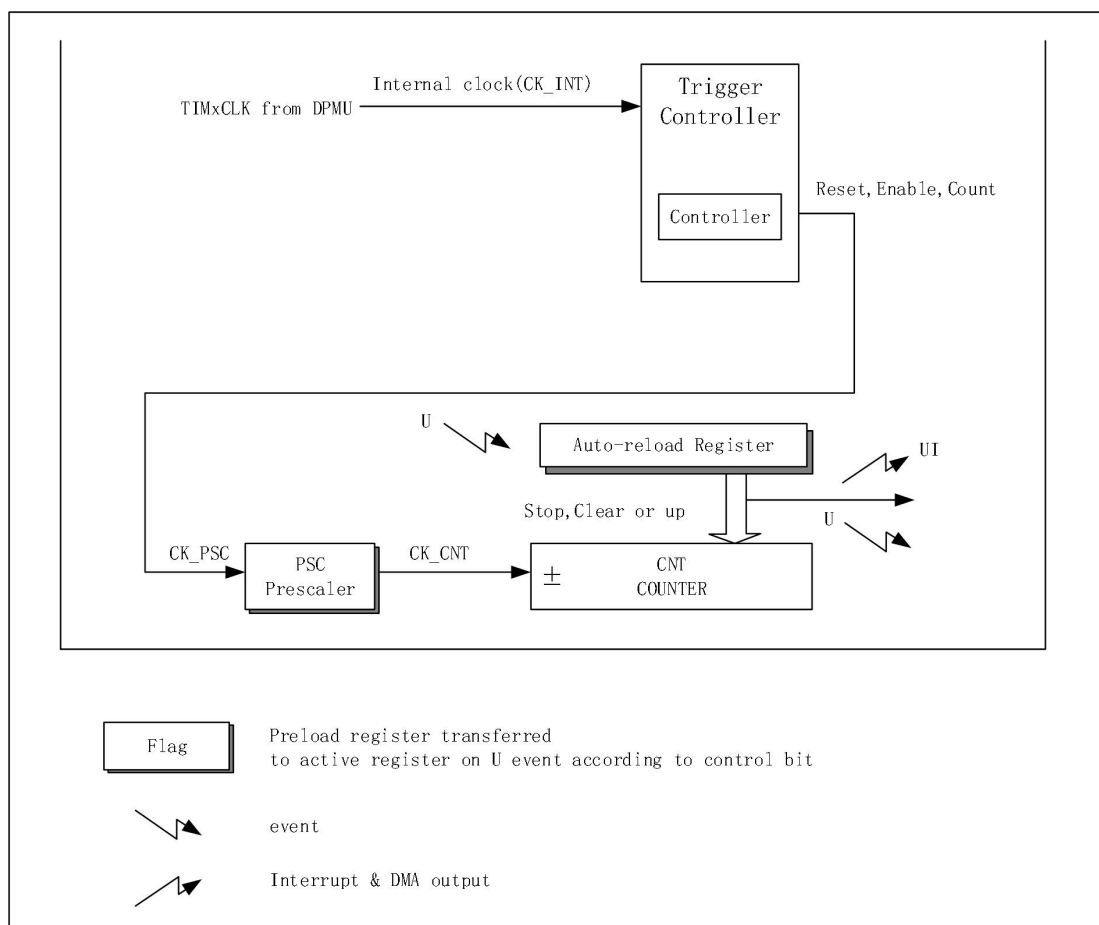 Internal clock(CK_INT)
TIMxCLK from DPMU
Trigger
Controller
Controller
Reset,Enable,Count
U
Auto-reload Register
UI
Stop,Clear or up
U
CK_PSC
PSC
Prescaler
CK_CNT
±
CNT
COUNTER
Flag
Preload register transferred
to active register on U event according to control bit
event
Interrupt & DMA output